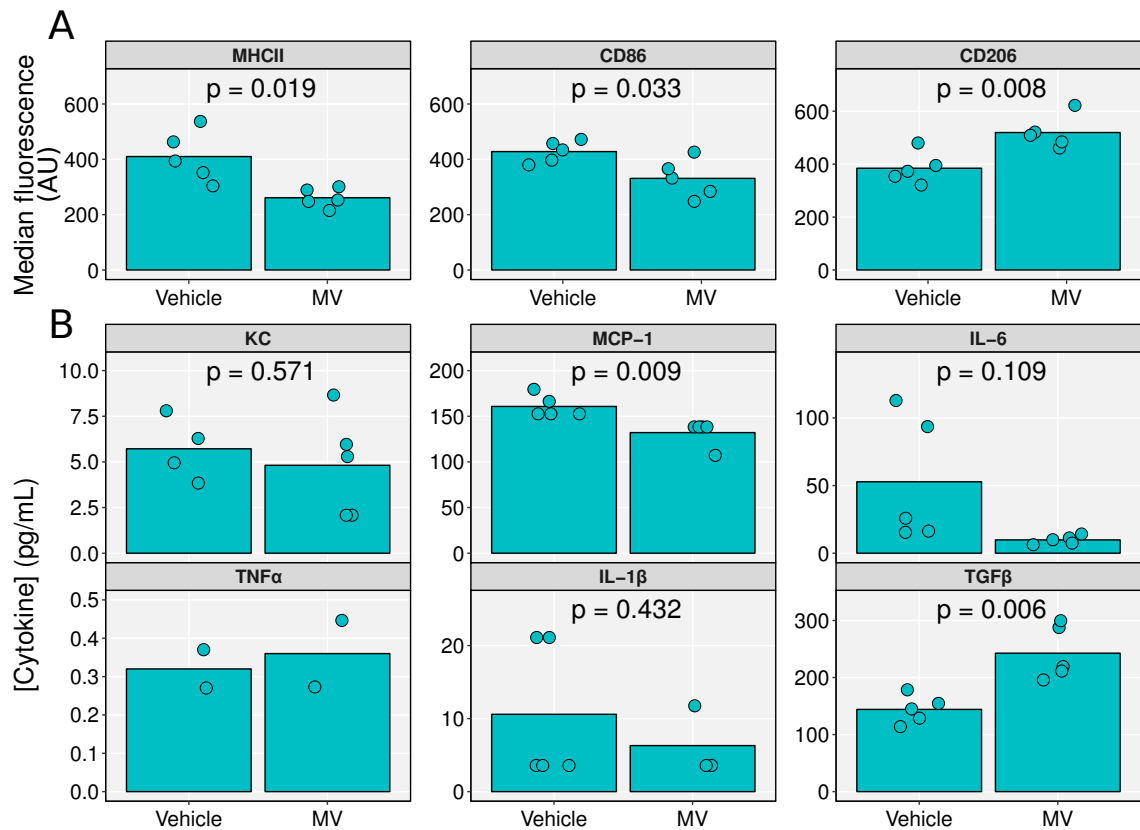 A
MHCII
CD86
CD206
p = 0.019
p = 0.033
p = 0.008
Median fluorescence
(AU)
600
400
200
0
600
400
200
0
600
400
200
0
Vehicle
MV
Vehicle
MV
Vehicle
MV
B
KC
MCP−1
IL−6
p = 0.571
p = 0.009
p = 0.109
[Cytokine] (pg/mL)
10.0
7.5
5.0
2.5
0.0
200
150
100
50
0
100
50
0
TNFα
IL−1β
TGFβ
p = 0.432
p = 0.006
0.5
0.4
0.3
0.2
0.1
0.0
20
10
0
300
200
100
0
Vehicle
MV
Vehicle
MV
Vehicle
MV